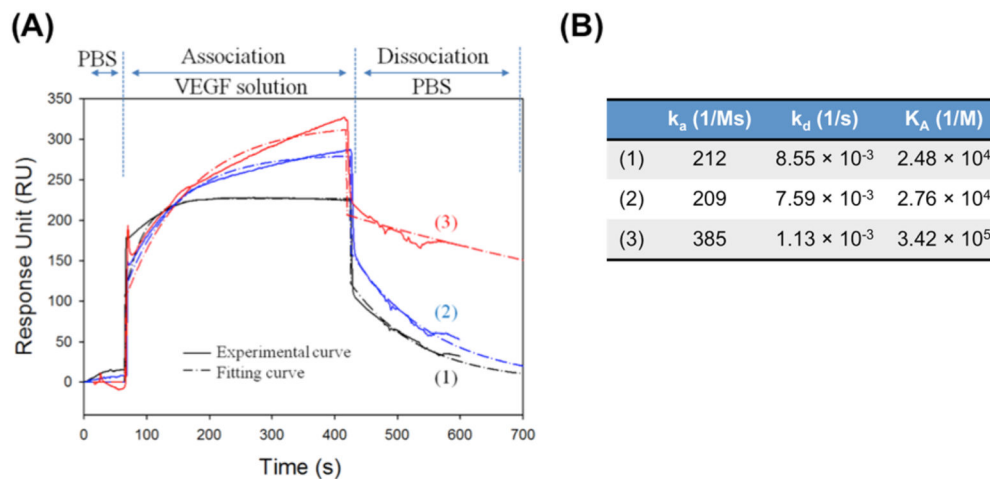 (A)
PBS Association Dissociation
VEGF solution PBS
350
300
250
200
150
100
50
0
Response Unit (RU)
(3)
(2)
(1)
Experimental curve
Fitting curve
0 100 200 300 400 500 600 700
Time (s)
(B)
kₐ (1/Ms) k_d (1/s) K_A (1/M)
(1) 212 8.55 × 10⁻³ 2.48 × 10⁴
(2) 209 7.59 × 10⁻³ 2.76 × 10⁴
(3) 385 1.13 × 10⁻³ 3.42 × 10⁵